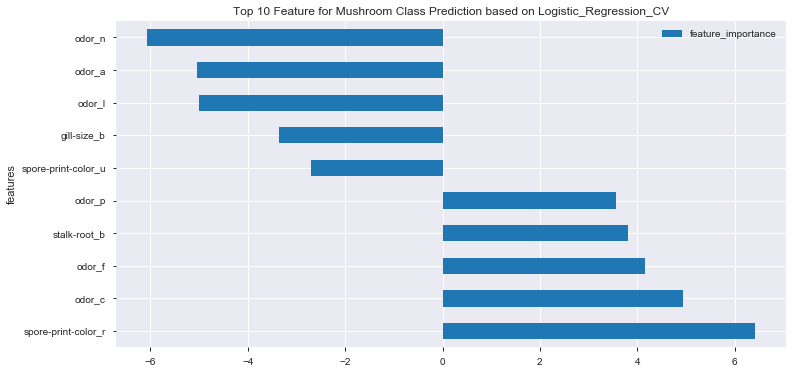 Top 10 Feature for Mushroom Class Prediction based on Logistic_Regression_CV
feature_importance
features
odor_n
odor_a
odor_l
gill-size_b
spore-print-color_u
odor_p
stalk-root_b
odor_f
odor_c
spore-print-color_r
−6 −4 −2 0 2 4 6